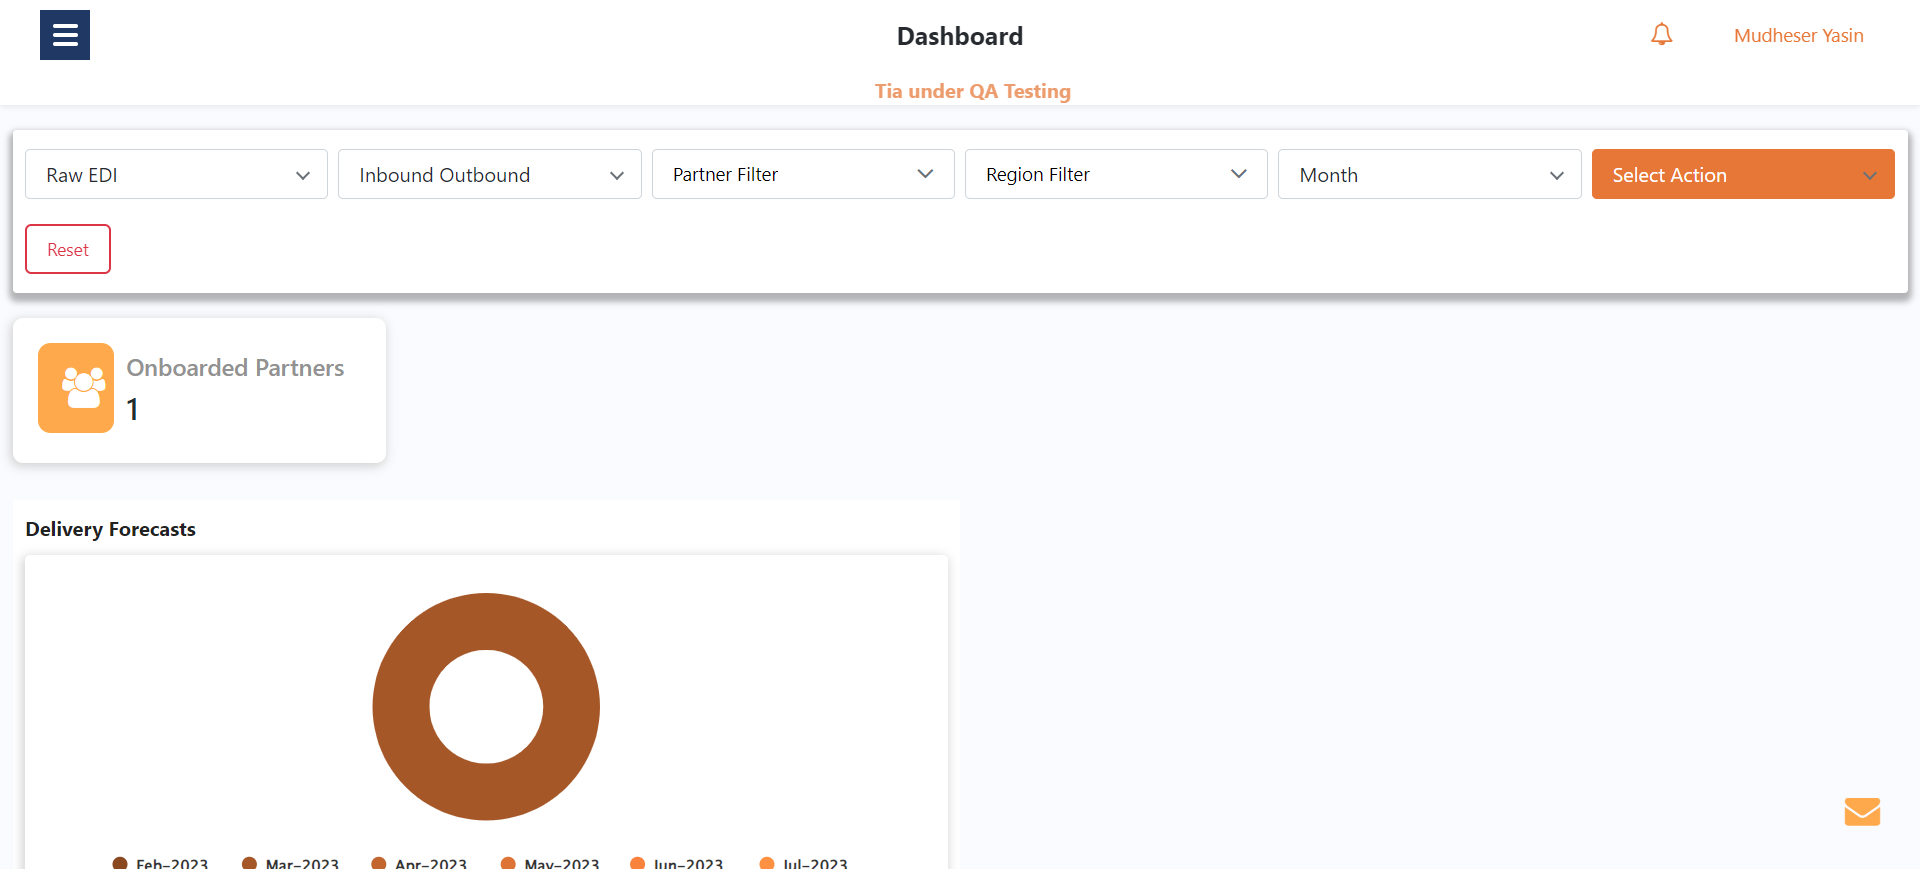 Dashboard
Mudheser Yasin
Tia under QA Testing
Raw EDI
Inbound Outbound
Partner Filter
Region Filter
Month
Select Action
Reset
Onboarded Partners
1
Delivery Forecasts
Feb-2023 Mar-2023 Apr-2023 May-2023 Jun-2023 Jul-2023